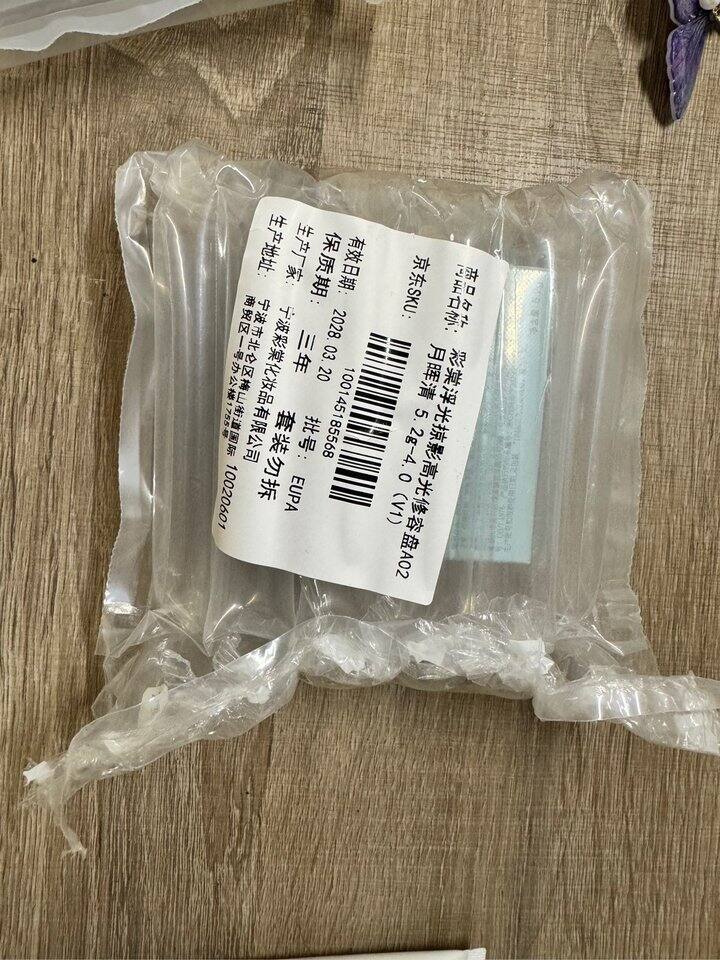 商品名称: 彩棠浮光掠影高光修容盘A02
月晖清 5.2g-4.0 (V1)
京东SKU:
100145185568
有效日期: 2028.03.20 批号: EUPA
保质期: 三年 套装勿拆
生产厂家: 宁波彩棠化妆品有限公司
生产地址: 宁波市北仑区梅山街道国际
商贸区一号办公楼1755号 10020601